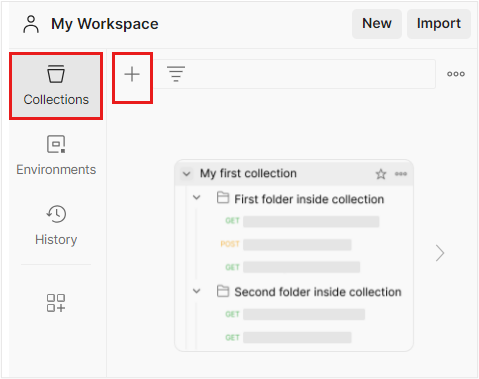 My Workspace
New
Import
Collections
Environments
History
My first collection
First folder inside collection
GET
POST
GET
Second folder inside collection
GET
GET